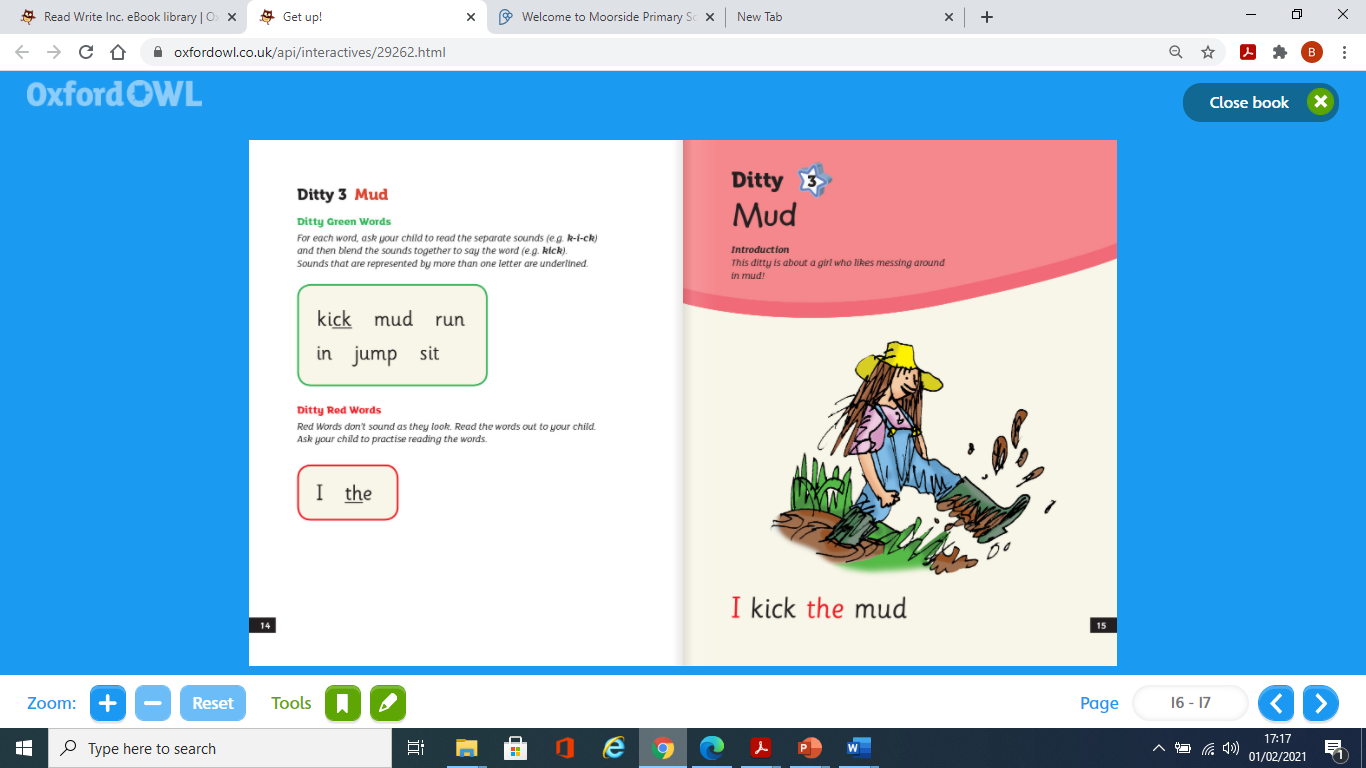 Read Write Inc. eBook library | Ox
Get up!
Welcome to Moorside Primary Sc
New Tab
oxfordowl.co.uk/api/interactives/29262.html
B
Oxford OWL
Close book
Ditty 3 Mud
Ditty Green Words
For each word, ask your child to read the separate sounds (e.g. k-i-ck)
and then blend the sounds together to say the word (e.g. kick).
Sounds that are represented by more than one letter are underlined.
kick mud run
in jump sit
Ditty Red Words
Red Words don't sound as they look. Read the words out to your child.
Ask your child to practise reading the words.
I the
14
Ditty 3
Mud
Introduction
This ditty is about a girl who likes messing around
in mud!
I kick the mud
15
Zoom: Reset Tools Page 16 - 17
Type here to search
17:17
01/02/2021
1